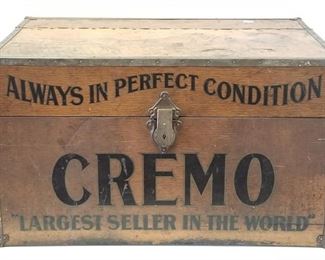 ALWAYS IN PERFECT CONDITION
CREMO
"LARGEST SELLER IN THE WORLD"